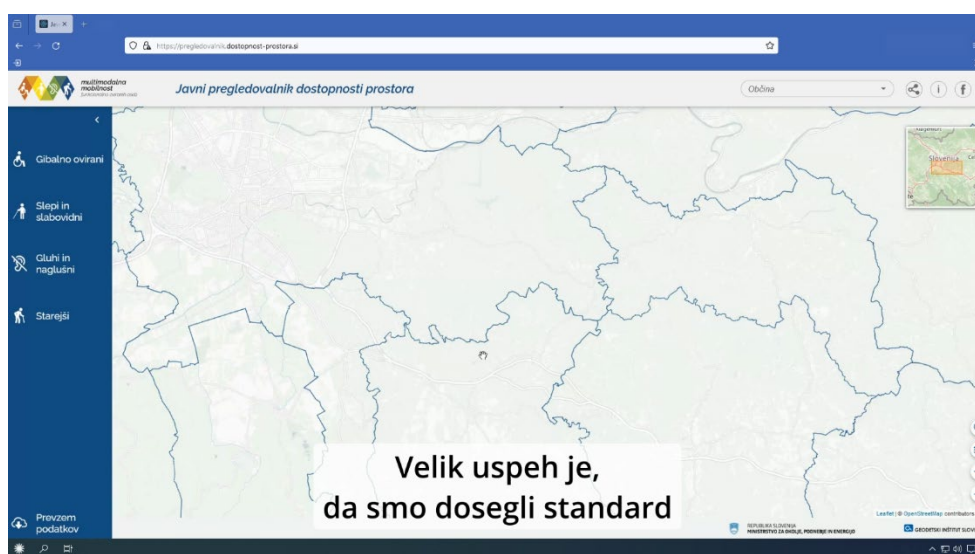 https://pregledovalnik.dostopnost-prostora.si
multimodalna
mobilnost
Javni pregledovalnik dostopnosti prostora
Občina
Gibalno ovirani
Slepi in
slabovidni
Gluhi in
naglušni
Starejši
Slovenija
Velik uspeh je,
da smo dosegli standard
Prevzem
podatkov
Leaflet | © OpenStreetMap contributors
REPUBLIKA SLOVENIJA
MINISTRSTVO ZA OKOLJE, PODNEBJE IN ENERGIJO
GEODETSKI INŠTITUT SLOV